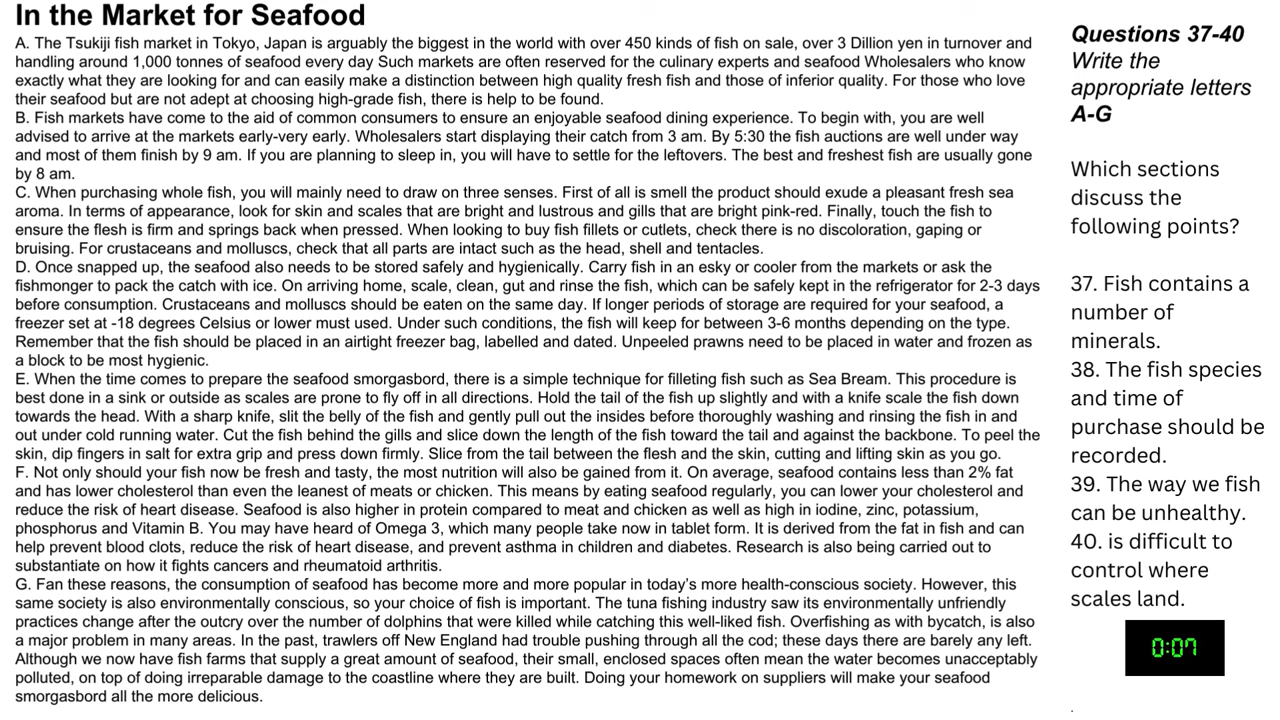 In the Market for Seafood
A. The Tsukiji fish market in Tokyo, Japan is arguably the biggest in the world with over 450 kinds of fish on sale, over 3 Dillion yen in turnover and
handling around 1,000 tonnes of seafood every day Such markets are often reserved for the culinary experts and seafood Wholesalers who know
exactly what they are looking for and can easily make a distinction between high quality fresh fish and those of inferior quality. For those who love
their seafood but are not adept at choosing high-grade fish, there is help to be found.
B. Fish markets have come to the aid of common consumers to ensure an enjoyable seafood dining experience. To begin with, you are well
advised to arrive at the markets early-very early. Wholesalers start displaying their catch from 3 am. By 5:30 the fish auctions are well under way
and most of them finish by 9 am. If you are planning to sleep in, you will have to settle for the leftovers. The best and freshest fish are usually gone
by 8 am.
C. When purchasing whole fish, you will mainly need to draw on three senses. First of all is smell the product should exude a pleasant fresh sea
aroma. In terms of appearance, look for skin and scales that are bright and lustrous and gills that are bright pink-red. Finally, touch the fish to
ensure the flesh is firm and springs back when pressed. When looking to buy fish fillets or cutlets, check there is no discoloration, gaping or
bruising. For crustaceans and molluscs, check that all parts are intact such as the head, shell and tentacles.
D. Once snapped up, the seafood also needs to be stored safely and hygienically. Carry fish in an esky or cooler from the markets or ask the
fishmonger to pack the catch with ice. On arriving home, scale, clean, gut and rinse the fish, which can be safely kept in the refrigerator for 2-3 days
before consumption. Crustaceans and molluscs should be eaten on the same day. If longer periods of storage are required for your seafood, a
freezer set at -18 degrees Celsius or lower must used. Under such conditions, the fish will keep for between 3-6 months depending on the type.
Remember that the fish should be placed in an airtight freezer bag, labelled and dated. Unpeeled prawns need to be placed in water and frozen as
a block to be most hygienic.
E. When the time comes to prepare the seafood smorgasbord, there is a simple technique for filleting fish such as Sea Bream. This procedure is
best done in a sink or outside as scales are prone to fly off in all directions. Hold the tail of the fish up slightly and with a knife scale the fish down
towards the head. With a sharp knife, slit the belly of the fish and gently pull out the insides before thoroughly washing and rinsing the fish in and
out under cold running water. Cut the fish behind the gills and slice down the length of the fish toward the tail and against the backbone. To peel the
skin, dip fingers in salt for extra grip and press down firmly. Slice from the tail between the flesh and the skin, cutting and lifting skin as you go.
F. Not only should your fish now be fresh and tasty, the most nutrition will also be gained from it. On average, seafood contains less than 2% fat
and has lower cholesterol than even the leanest of meats or chicken. This means by eating seafood regularly, you can lower your cholesterol and
reduce the risk of heart disease. Seafood is also higher in protein compared to meat and chicken as well as high in iodine, zinc, potassium,
phosphorus and Vitamin B. You may have heard of Omega 3, which many people take now in tablet form. It is derived from the fat in fish and can
help prevent blood clots, reduce the risk of heart disease, and prevent asthma in children and diabetes. Research is also being carried out to
substantiate on how it fights cancers and rheumatoid arthritis.
G. Fan these reasons, the consumption of seafood has become more and more popular in today's more health-conscious society. However, this
same society is also environmentally conscious, so your choice of fish is important. The tuna fishing industry saw its environmentally unfriendly
practices change after the outcry over the number of dolphins that were killed while catching this well-liked fish. Overfishing as with bycatch, is also
a major problem in many areas. In the past, trawlers off New England had trouble pushing through all the cod; these days there are barely any left.
Although we now have fish farms that supply a great amount of seafood, their small, enclosed spaces often mean the water becomes unacceptably
polluted, on top of doing irreparable damage to the coastline where they are built. Doing your homework on suppliers will make your seafood
smorgasbord all the more delicious.
Questions 37-40
Write the
appropriate letters
A-G
Which sections
discuss the
following points?
37. Fish contains a
number of
minerals.
38. The fish species
and time of
purchase should be
recorded.
39. The way we fish
can be unhealthy.
40. is difficult to
control where
scales land.
0:07